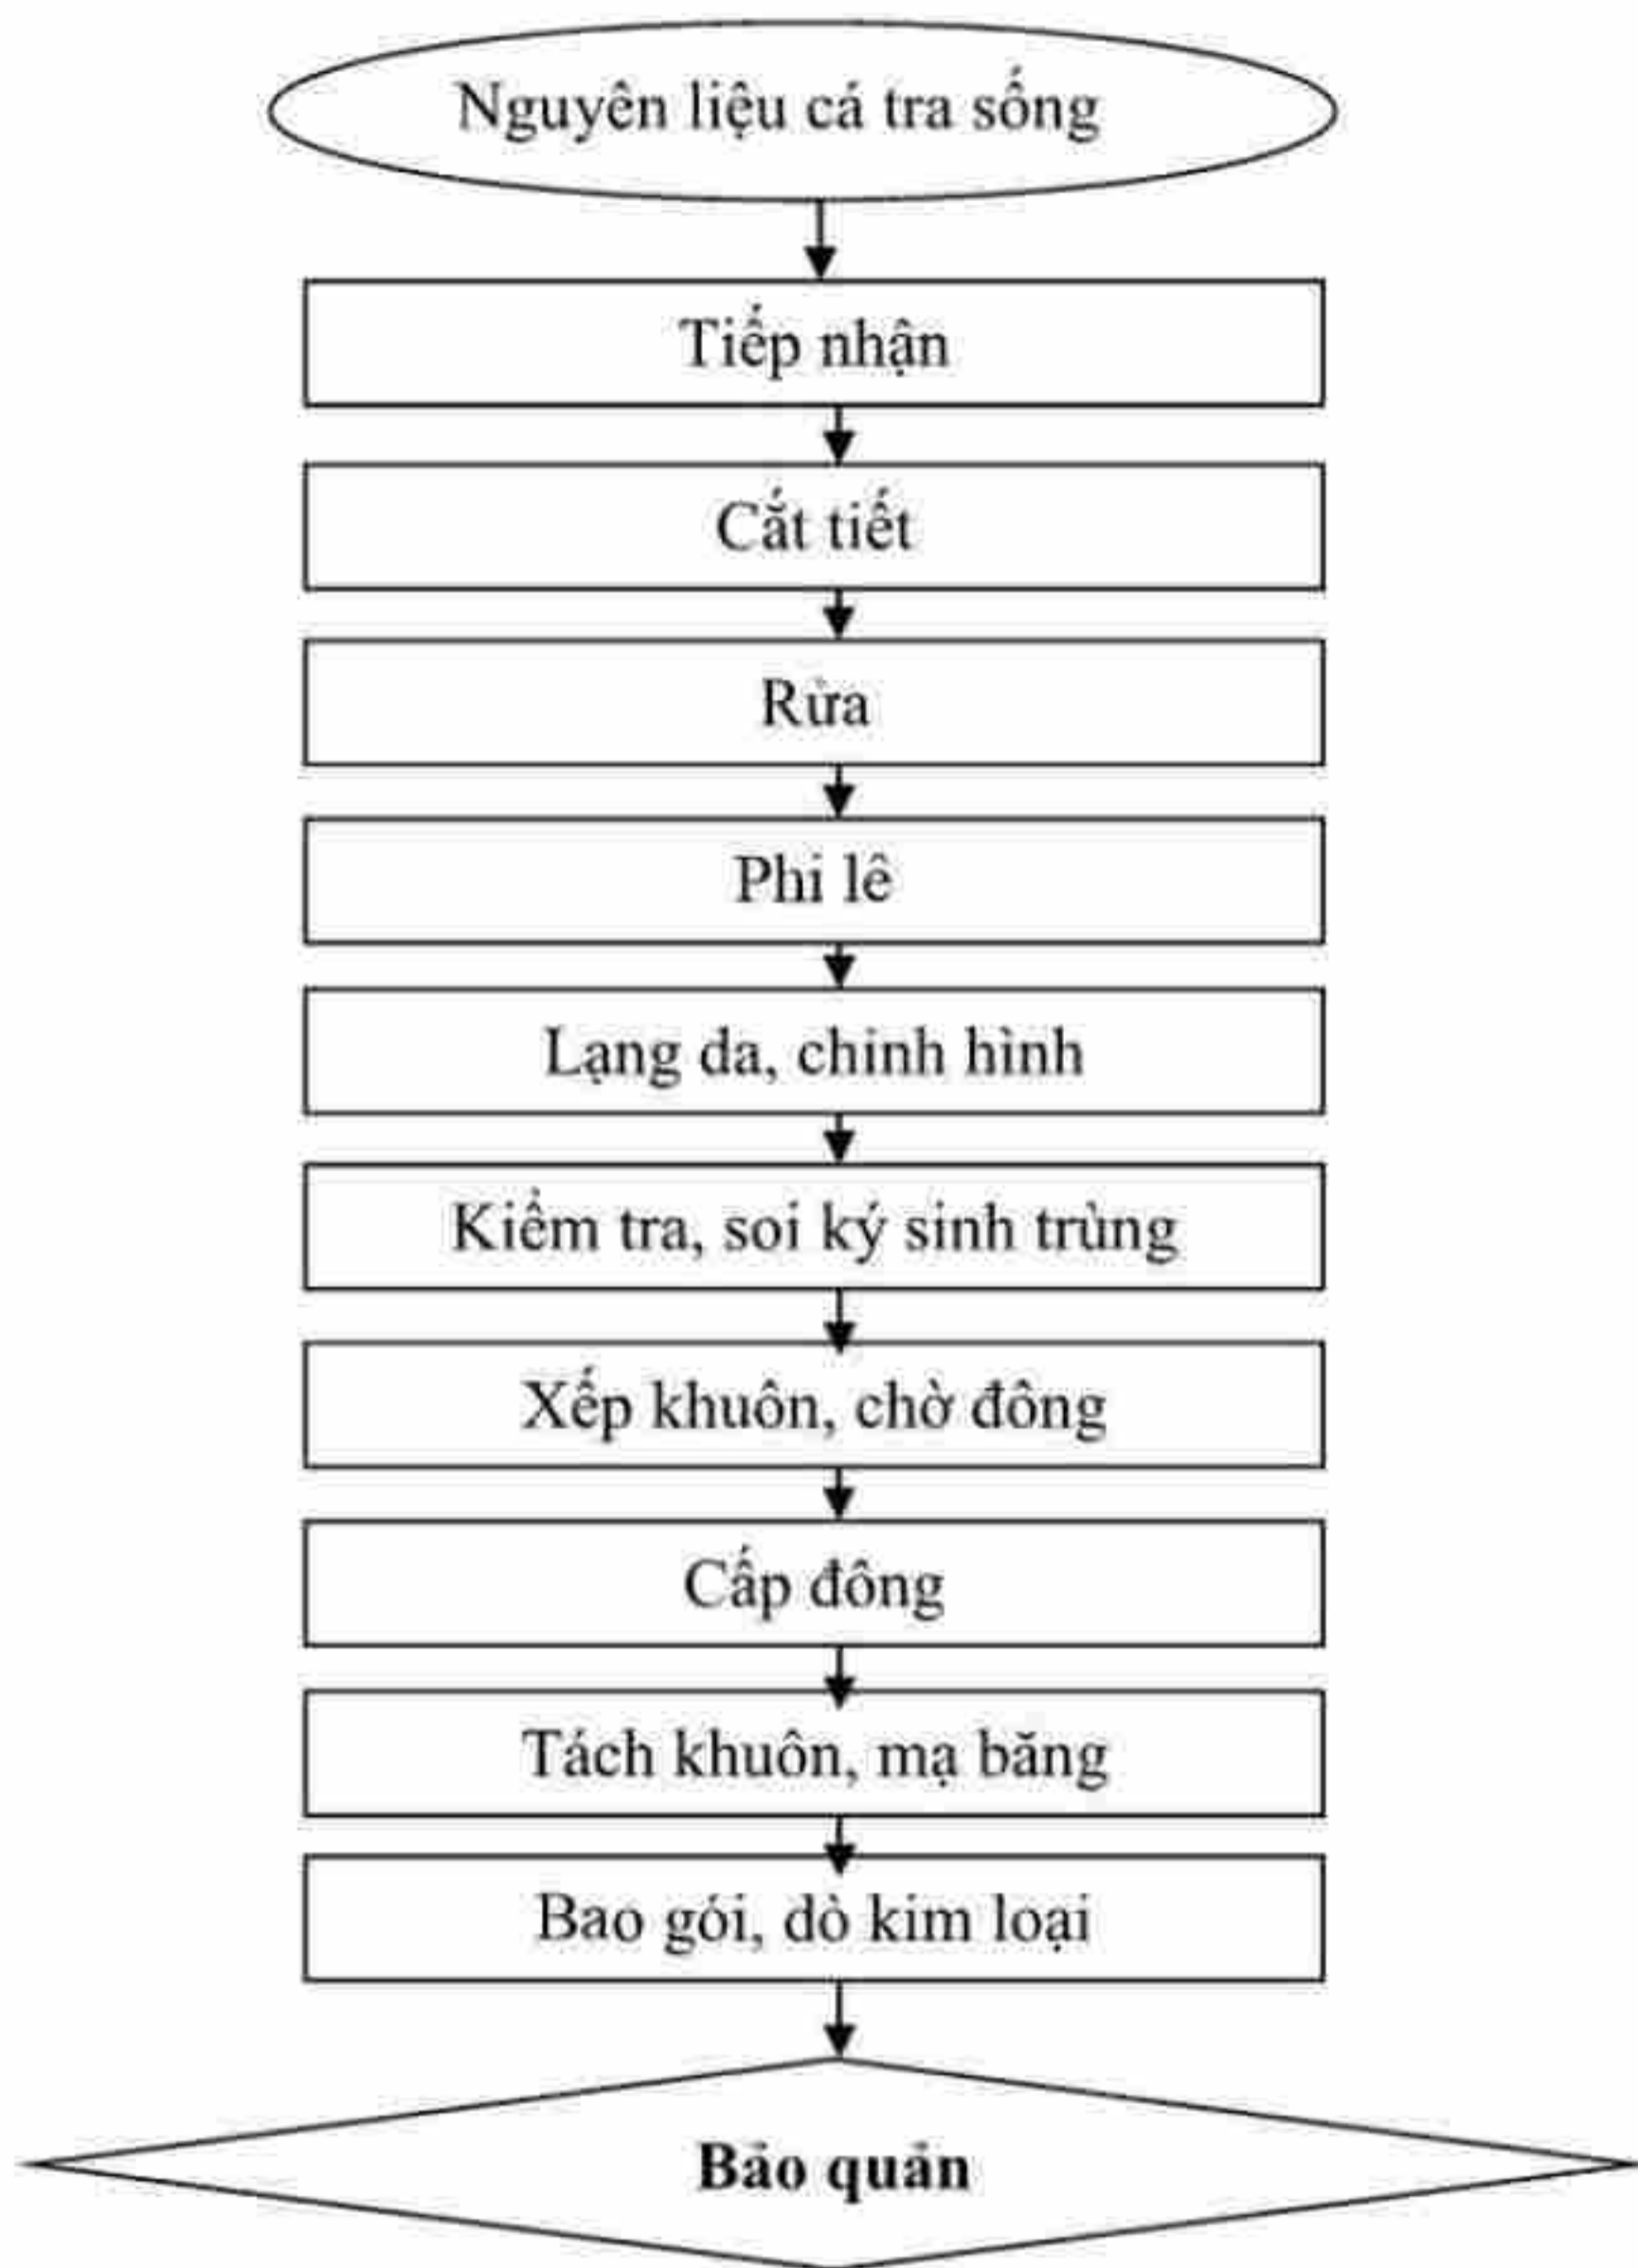 Nguyên liệu cá tra sống
Tiếp nhận
Cắt tiết
Rửa
Phi lê
Lạng da, chỉnh hình
Kiểm tra, soi ký sinh trùng
Xếp khuôn, chờ đông
Cấp đông
Tách khuôn, mạ băng
Bao gói, dò kim loại
Bảo quản